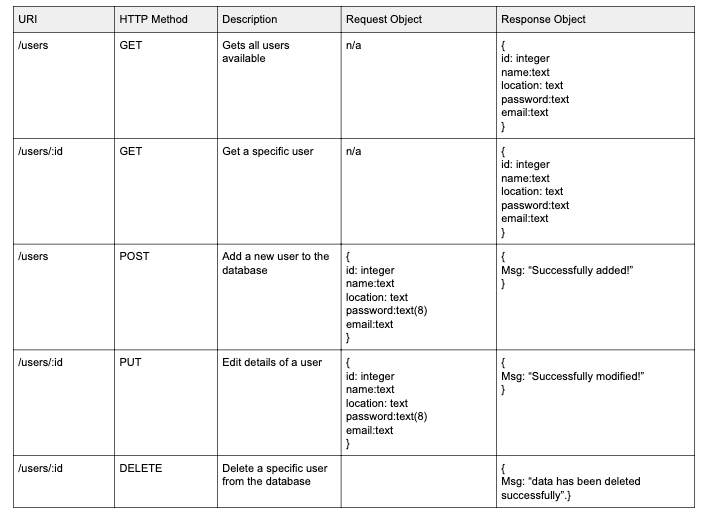 URI HTTP Method Description Request Object Response Object
/users GET Gets all users available n/a {
id: integer
name:text
location: text
password:text
email:text
}
/users/:id GET Get a specific user n/a {
id: integer
name:text
location: text
password:text
email:text
}
/users POST Add a new user to the
database
{
id: integer
name:text
location: text
password:text(8)
email:text
}
{
Msg: “Successfully added!”
}
/users/:id PUT Edit details of a user
{
id: integer
name:text
location: text
password:text(8)
email:text
}
{
Msg: “Successfully modified!”
}
/users/:id DELETE Delete a specific user
from the database
{
Msg: “data has been deleted
successfully”.}